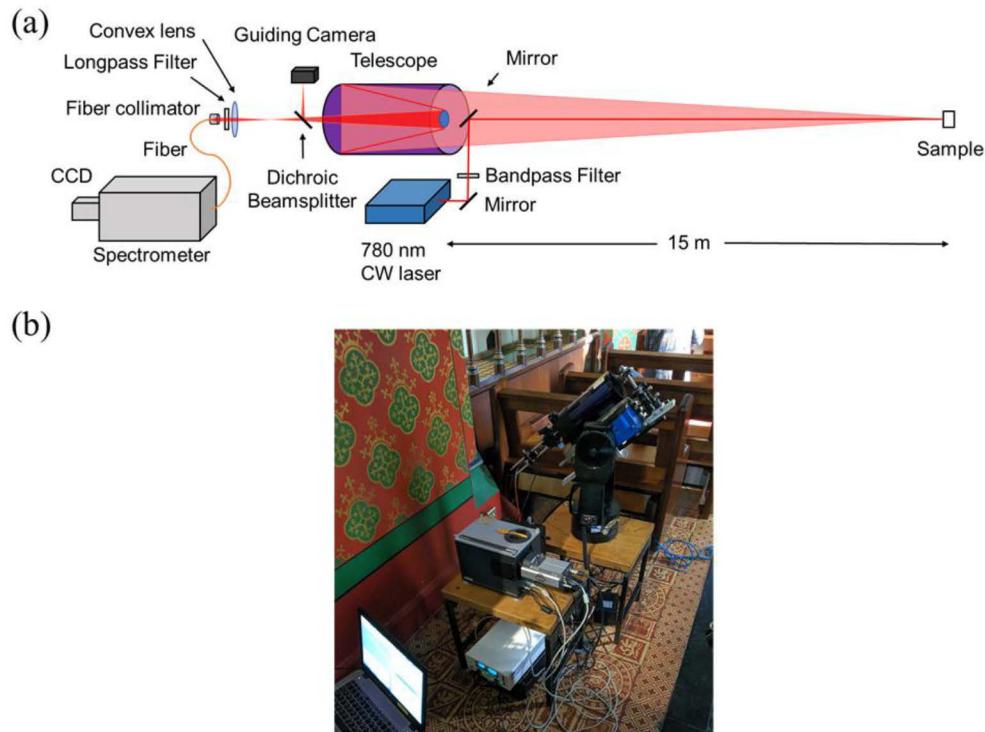 (a)
Convex lens
Longpass Filter
Fiber collimator
Fiber
CCD
Spectrometer
Guiding Camera
Telescope
Mirror
Dichroic
Beamsplitter
Bandpass Filter
Mirror
780 nm
CW laser
15 m
Sample
(b)